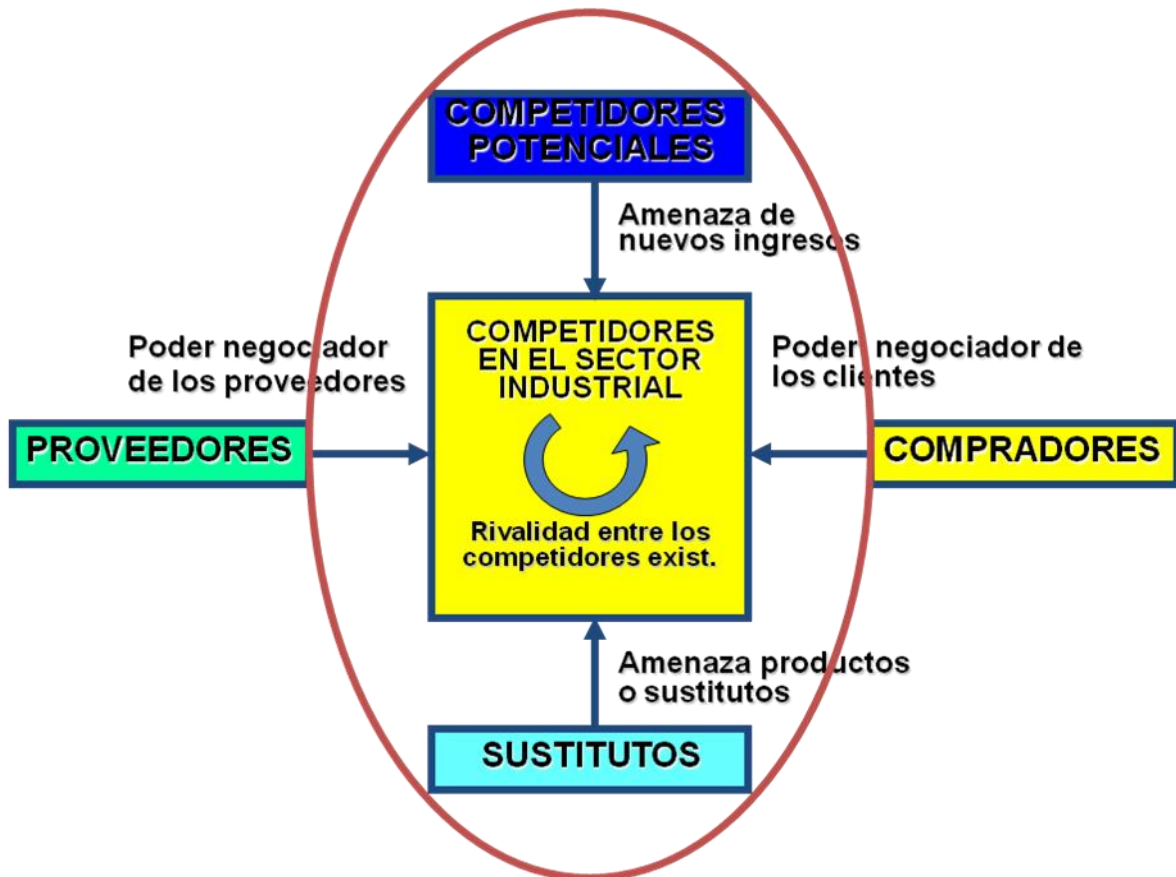 COMPETIDORES
POTENCIALES
Amenaza de
nuevos ingresos
Poder negociador
de los proveedores
COMPETIDORES
EN EL SECTOR
INDUSTRIAL
Poder negociador de
los clientes
PROVEEDORES
COMPRADORES
Rivalidad entre los
competidores exist.
Amenaza productos
o sustitutos
SUSTITUTOS